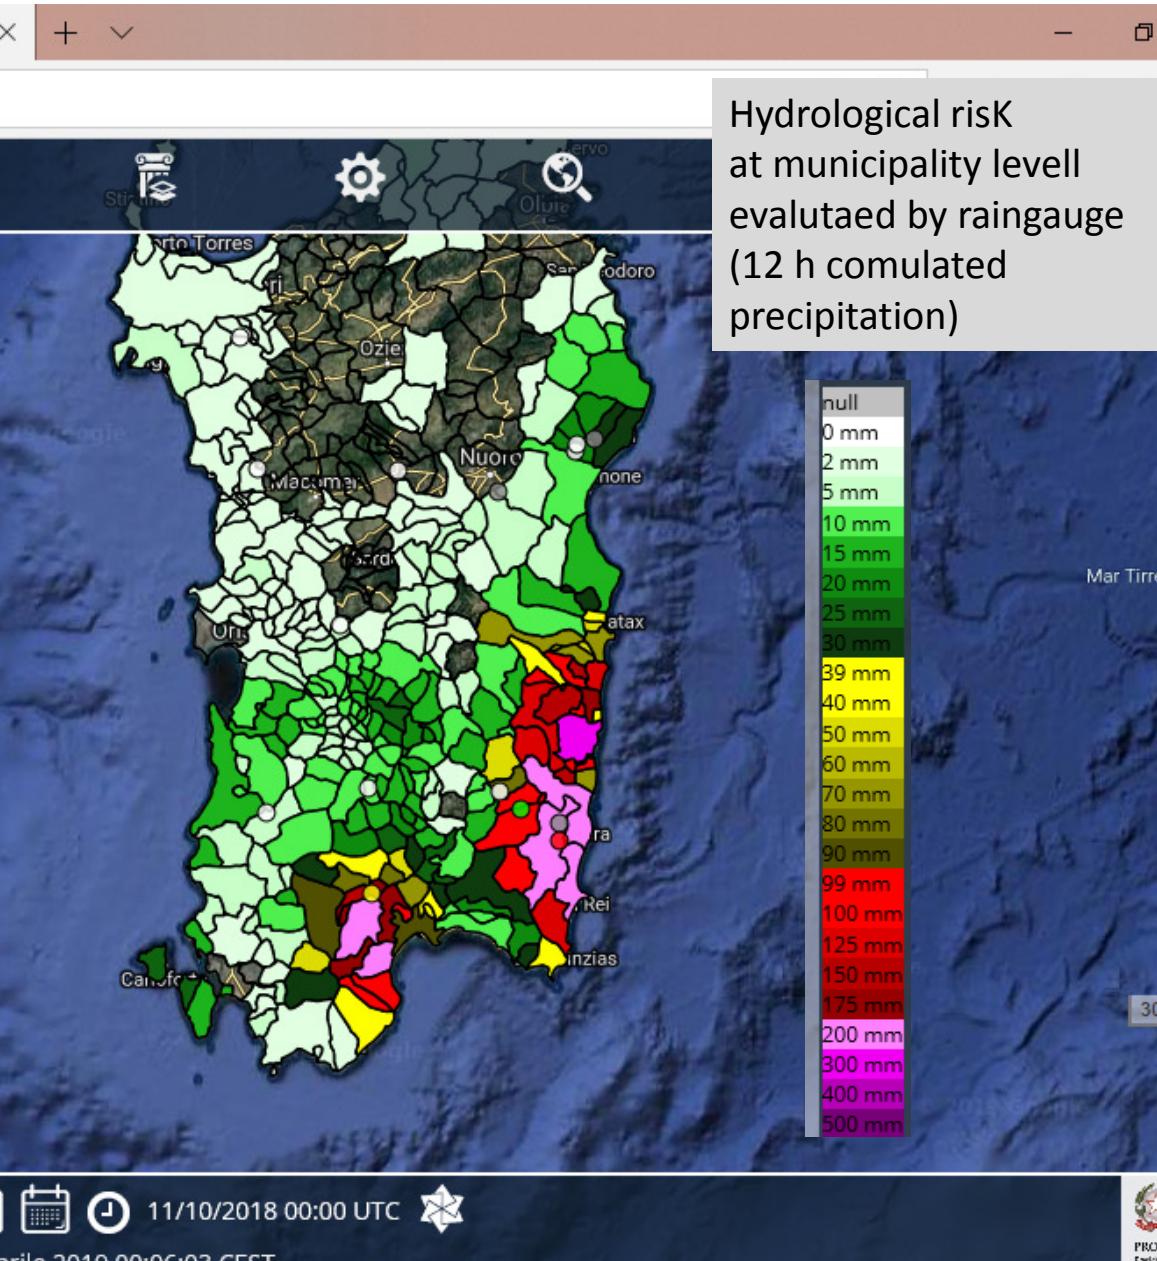 Hydrological risK
at municipality levell
evalutaed by raingauge
(12 h comulated
precipitation)
Porto Torres
odoro
Ozie
Nuoro
Macomer
none
Mar Tirre
atax
ra
Rei
nzias
null
0 mm
2 mm
5 mm
10 mm
15 mm
20 mm
25 mm
30 mm
39 mm
40 mm
50 mm
60 mm
70 mm
80 mm
90 mm
99 mm
100 mm
125 mm
150 mm
175 mm
200 mm
300 mm
400 mm
500 mm
30
11/10/2018 00:00 UTC
PRO